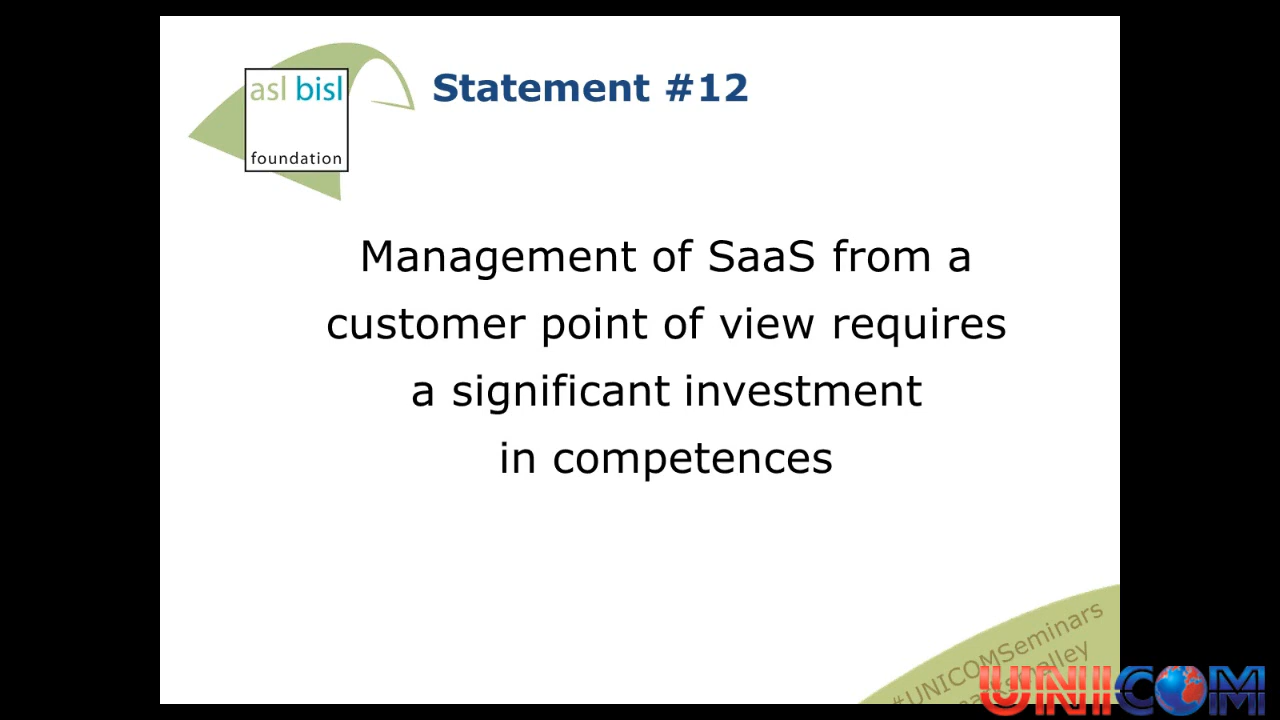 asl bisl
foundation
Statement #12
Management of SaaS from a
customer point of view requires
a significant investment
in competences
#UNICOMSeminars
UNICOM